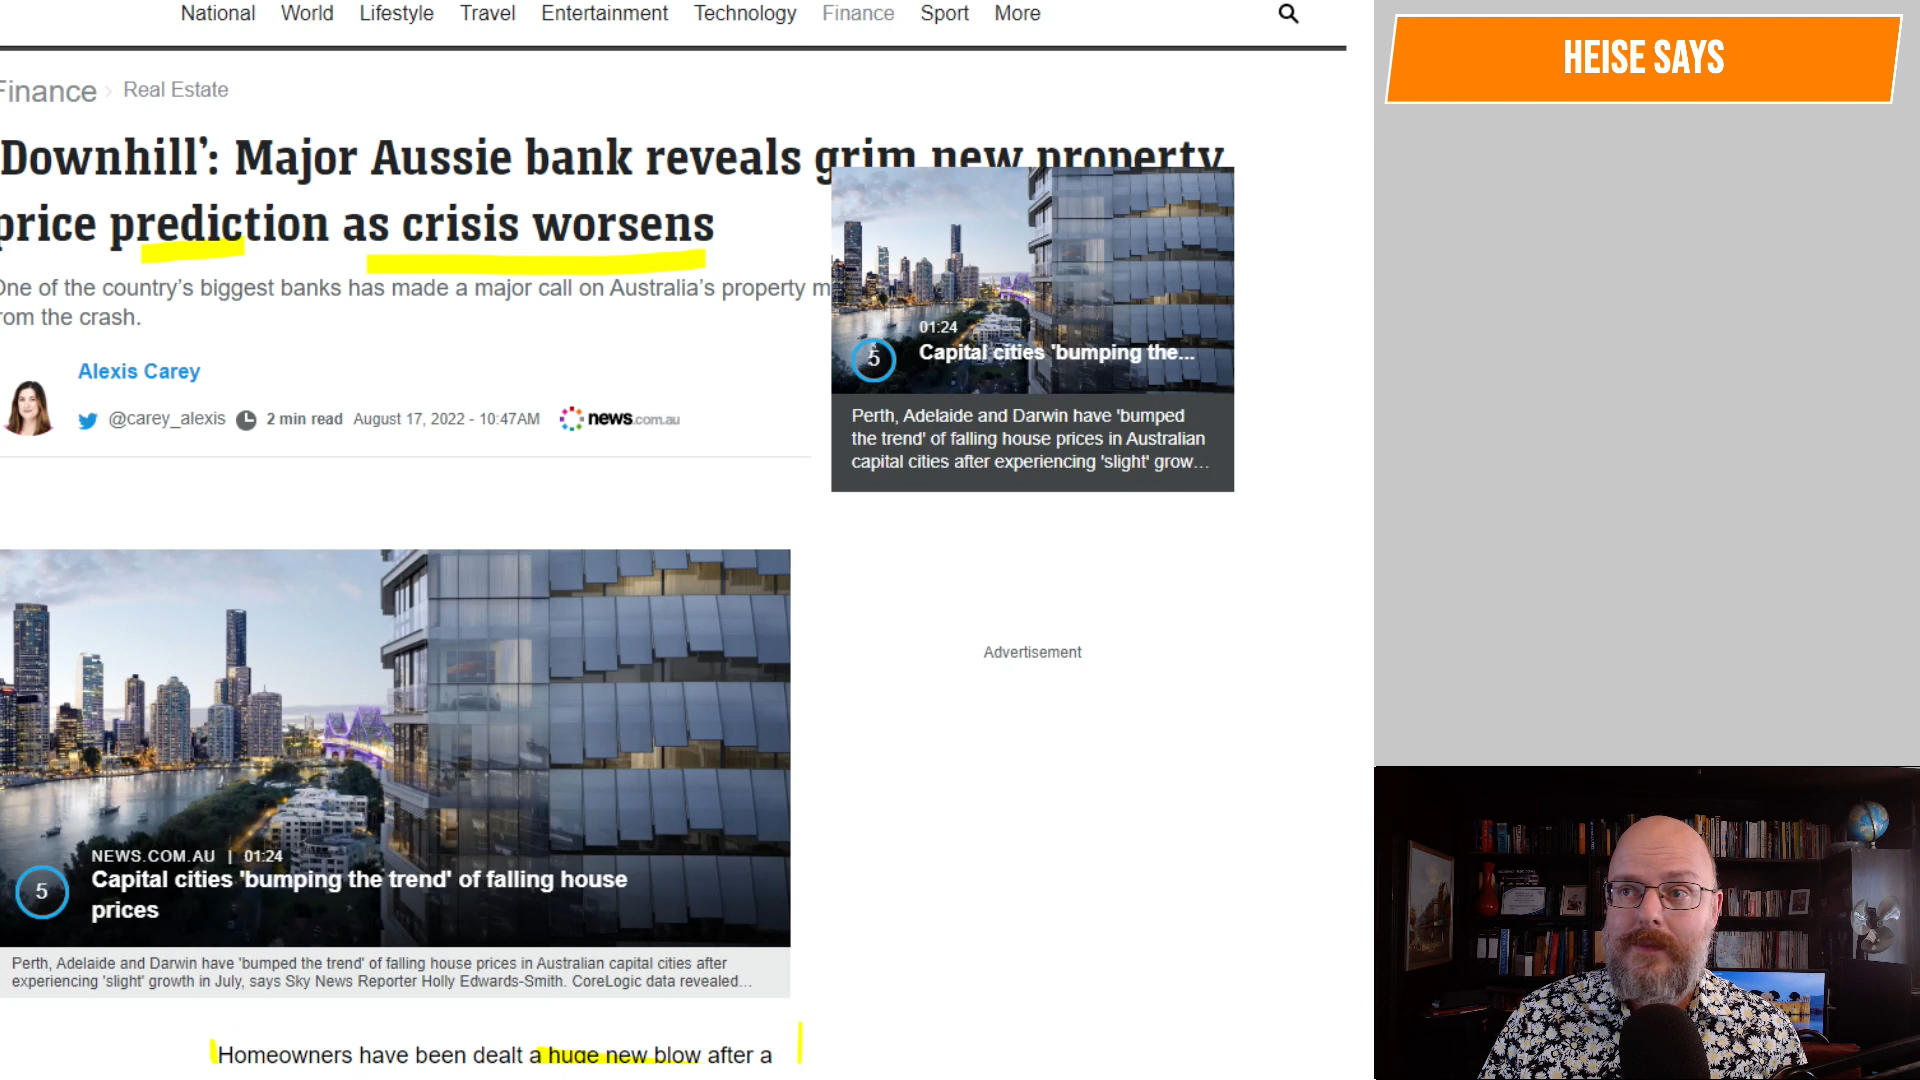 National World Lifestyle Travel Entertainment Technology Finance Sport More
HEISE SAYS
Finance › Real Estate
Downhill’: Major Aussie bank reveals grim new property
price prediction as crisis worsens
One of the country’s biggest banks has made a major call on Australia’s property
from the crash.
Alexis Carey
@carey_alexis 2 min read August 17, 2022 - 10:47AM news.com.au
01:24
5 Capital cities 'bumping the...
Perth, Adelaide and Darwin have 'bumped
the trend' of falling house prices in Australian
capital cities after experiencing 'slight' grow...
Advertisement
NEWS.COM.AU | 01:24
5 Capital cities 'bumping the trend' of falling house
prices
Perth, Adelaide and Darwin have 'bumped the trend' of falling house prices in Australian capital cities after
experiencing 'slight' growth in July, says Sky News Reporter Holly Edwards-Smith. CoreLogic data revealed...
Homeowners have been dealt a huge new blow after a